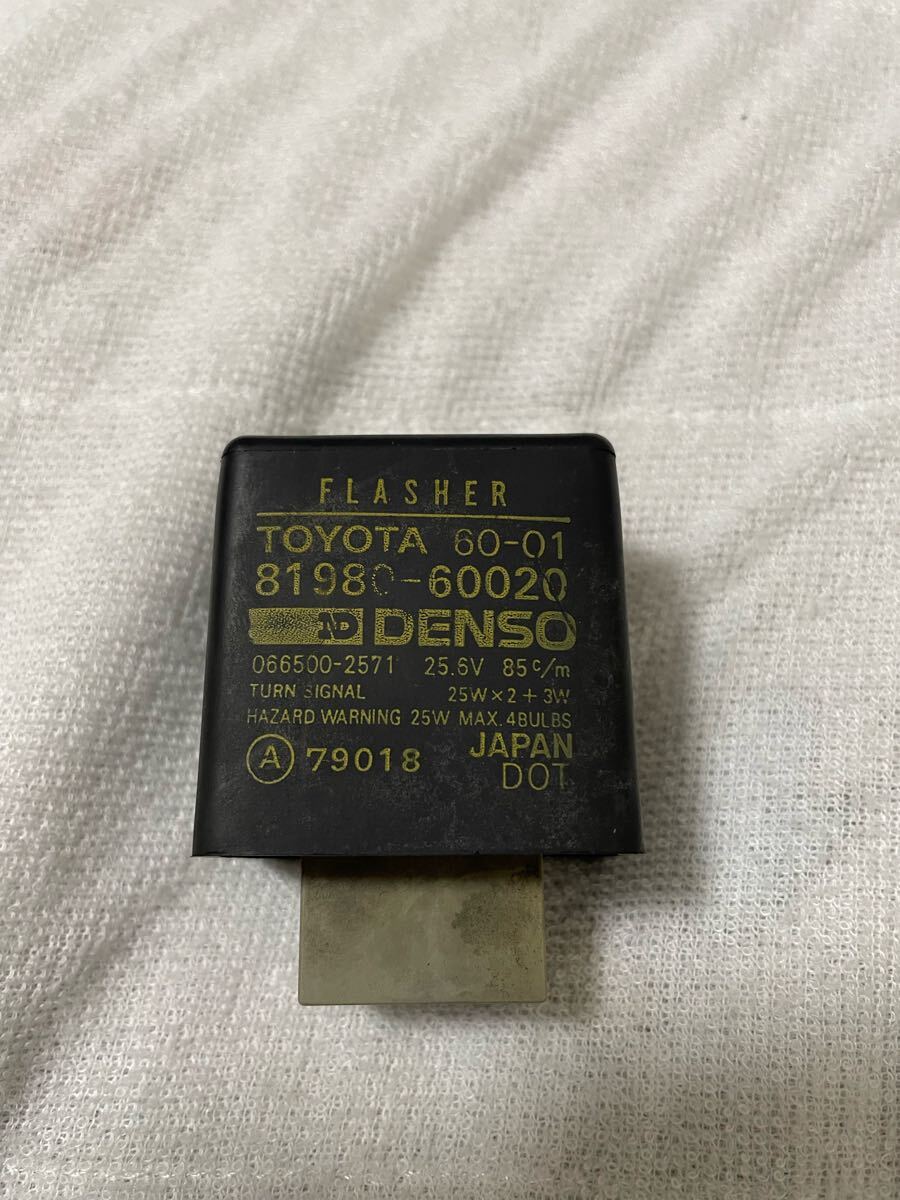 FLASHER
TOYOTA 60-01
81980-60020
ND DENSO
066500-2571 25.6V 85c/m
TURN SIGNAL 25W×2+3W
HAZARD WARNING 25W MAX. 4BULBS
A 79018 JAPAN
DOT